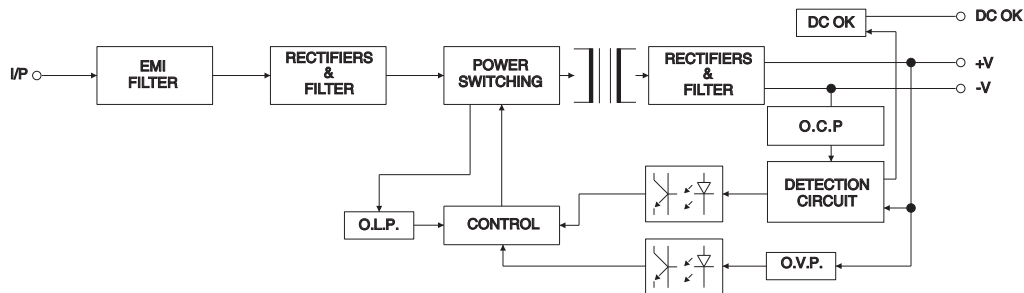 DC OK
DC OK
I/P
EMI
FILTER
RECTIFIERS
&
FILTER
POWER
SWITCHING
RECTIFIERS
&
FILTER
+V
-V
O.C.P
DETECTION
CIRCUIT
O.L.P.
CONTROL
O.V.P.